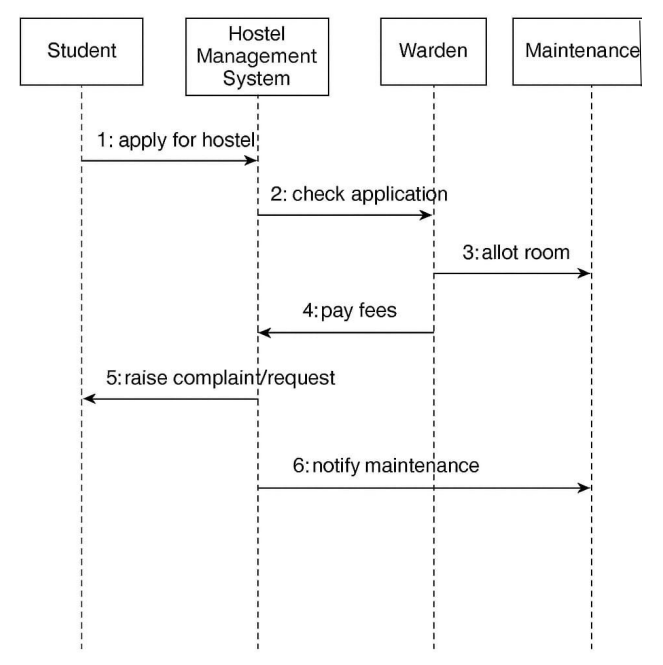 Student
Hostel
Management
System
Warden
Maintenance
1: apply for hostel
2: check application
3:allot room
4:pay fees
5:raise complaint/request
6:notify maintenance